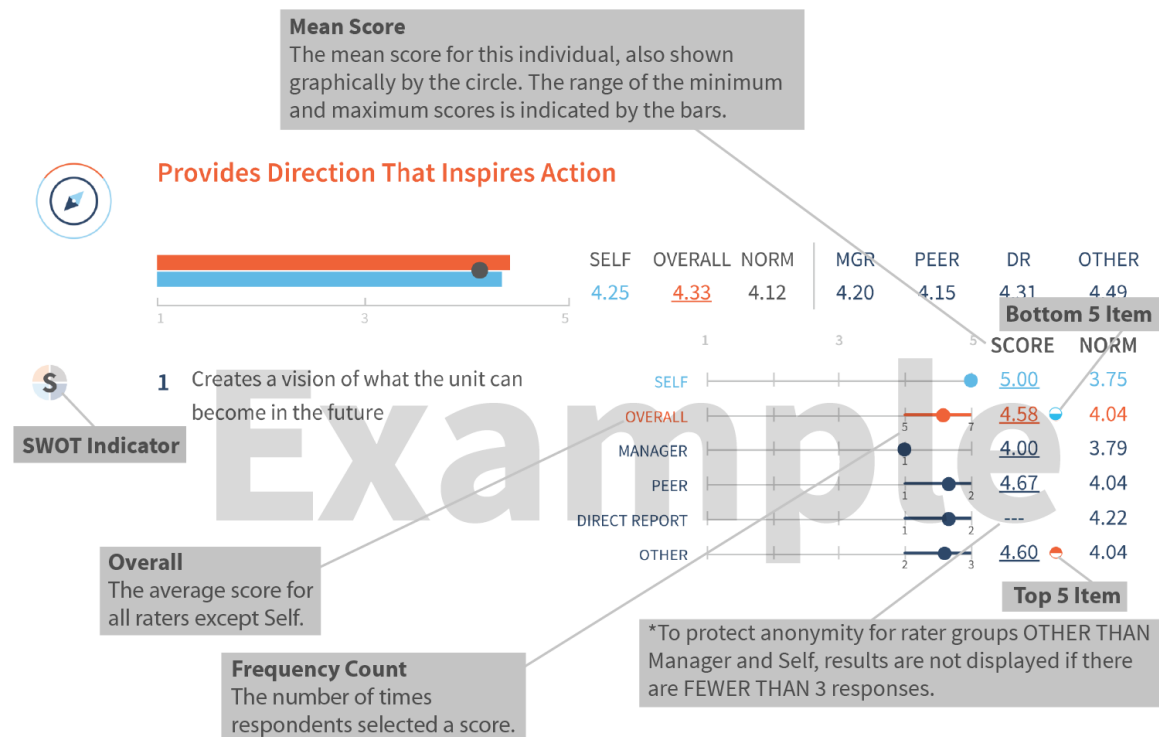 Mean Score
The mean score for this individual, also shown
graphically by the circle. The range of the minimum
and maximum scores is indicated by the bars.
Provides Direction That Inspires Action
SELF OVERALL NORM MGR PEER DR OTHER
4.25 4.33 4.12 4.20 4.15 4.31 4.49
1 3 5
Bottom 5 Item
1 3 5
SCORE NORM
S
1 Creates a vision of what the unit can
become in the future
SWOT Indicator
Example
SELF 5.00 3.75
OVERALL 5 7 4.58 4.04
MANAGER 1 4.00 3.79
PEER 1 2 4.67 4.04
DIRECT REPORT 1 2 --- 4.22
OTHER 2 3 4.60 4.04
Overall
The average score for
all raters except Self.
Top 5 Item
*To protect anonymity for rater groups OTHER THAN
Manager and Self, results are not displayed if there
are FEWER THAN 3 responses.
Frequency Count
The number of times
respondents selected a score.